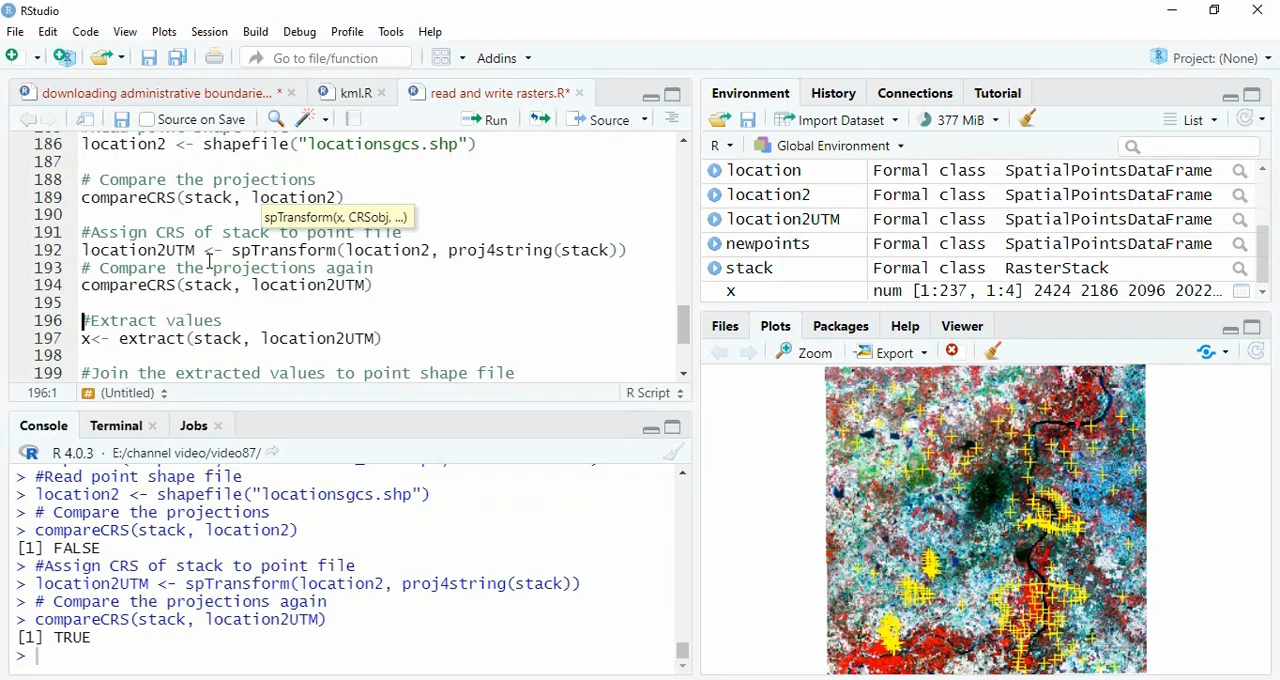 RStudio
File Edit Code View Plots Session Build Debug Profile Tools Help
Go to file/function Addins Project: (None)
downloading administrative boundarie... * kml.R read and write rasters.R*
Source on Save Run Source
186 location2 <- shapefile("locationsgcs.shp")
187
188 # Compare the projections
189 compareCRS(stack, location2)
190
spTransform(x, CRSobj, ...)
191 #Assign CRS of stack to point file
192 location2UTM <- spTransform(location2, proj4string(stack))
193 # Compare the projections again
194 compareCRS(stack, location2UTM)
195
196 #Extract values
197 x<- extract(stack, location2UTM)
198
199 #Join the extracted values to point shape file
196:1 # (Untitled) R Script
Console Terminal Jobs
R 4.0.3 · E:/channel video/video87/
> #Read point shape file
> location2 <- shapefile("locationsgcs.shp")
> # Compare the projections
> compareCRS(stack, location2)
[1] FALSE
> #Assign CRS of stack to point file
> location2UTM <- spTransform(location2, proj4string(stack))
> # Compare the projections again
> compareCRS(stack, location2UTM)
[1] TRUE
>
Environment History Connections Tutorial
Import Dataset 377 MiB List
R Global Environment
location Formal class SpatialPointsDataFrame
location2 Formal class SpatialPointsDataFrame
location2UTM Formal class SpatialPointsDataFrame
newpoints Formal class SpatialPointsDataFrame
stack Formal class RasterStack
x num [1:237, 1:4] 2424 2186 2096 2022...
Files Plots Packages Help Viewer
Zoom Export